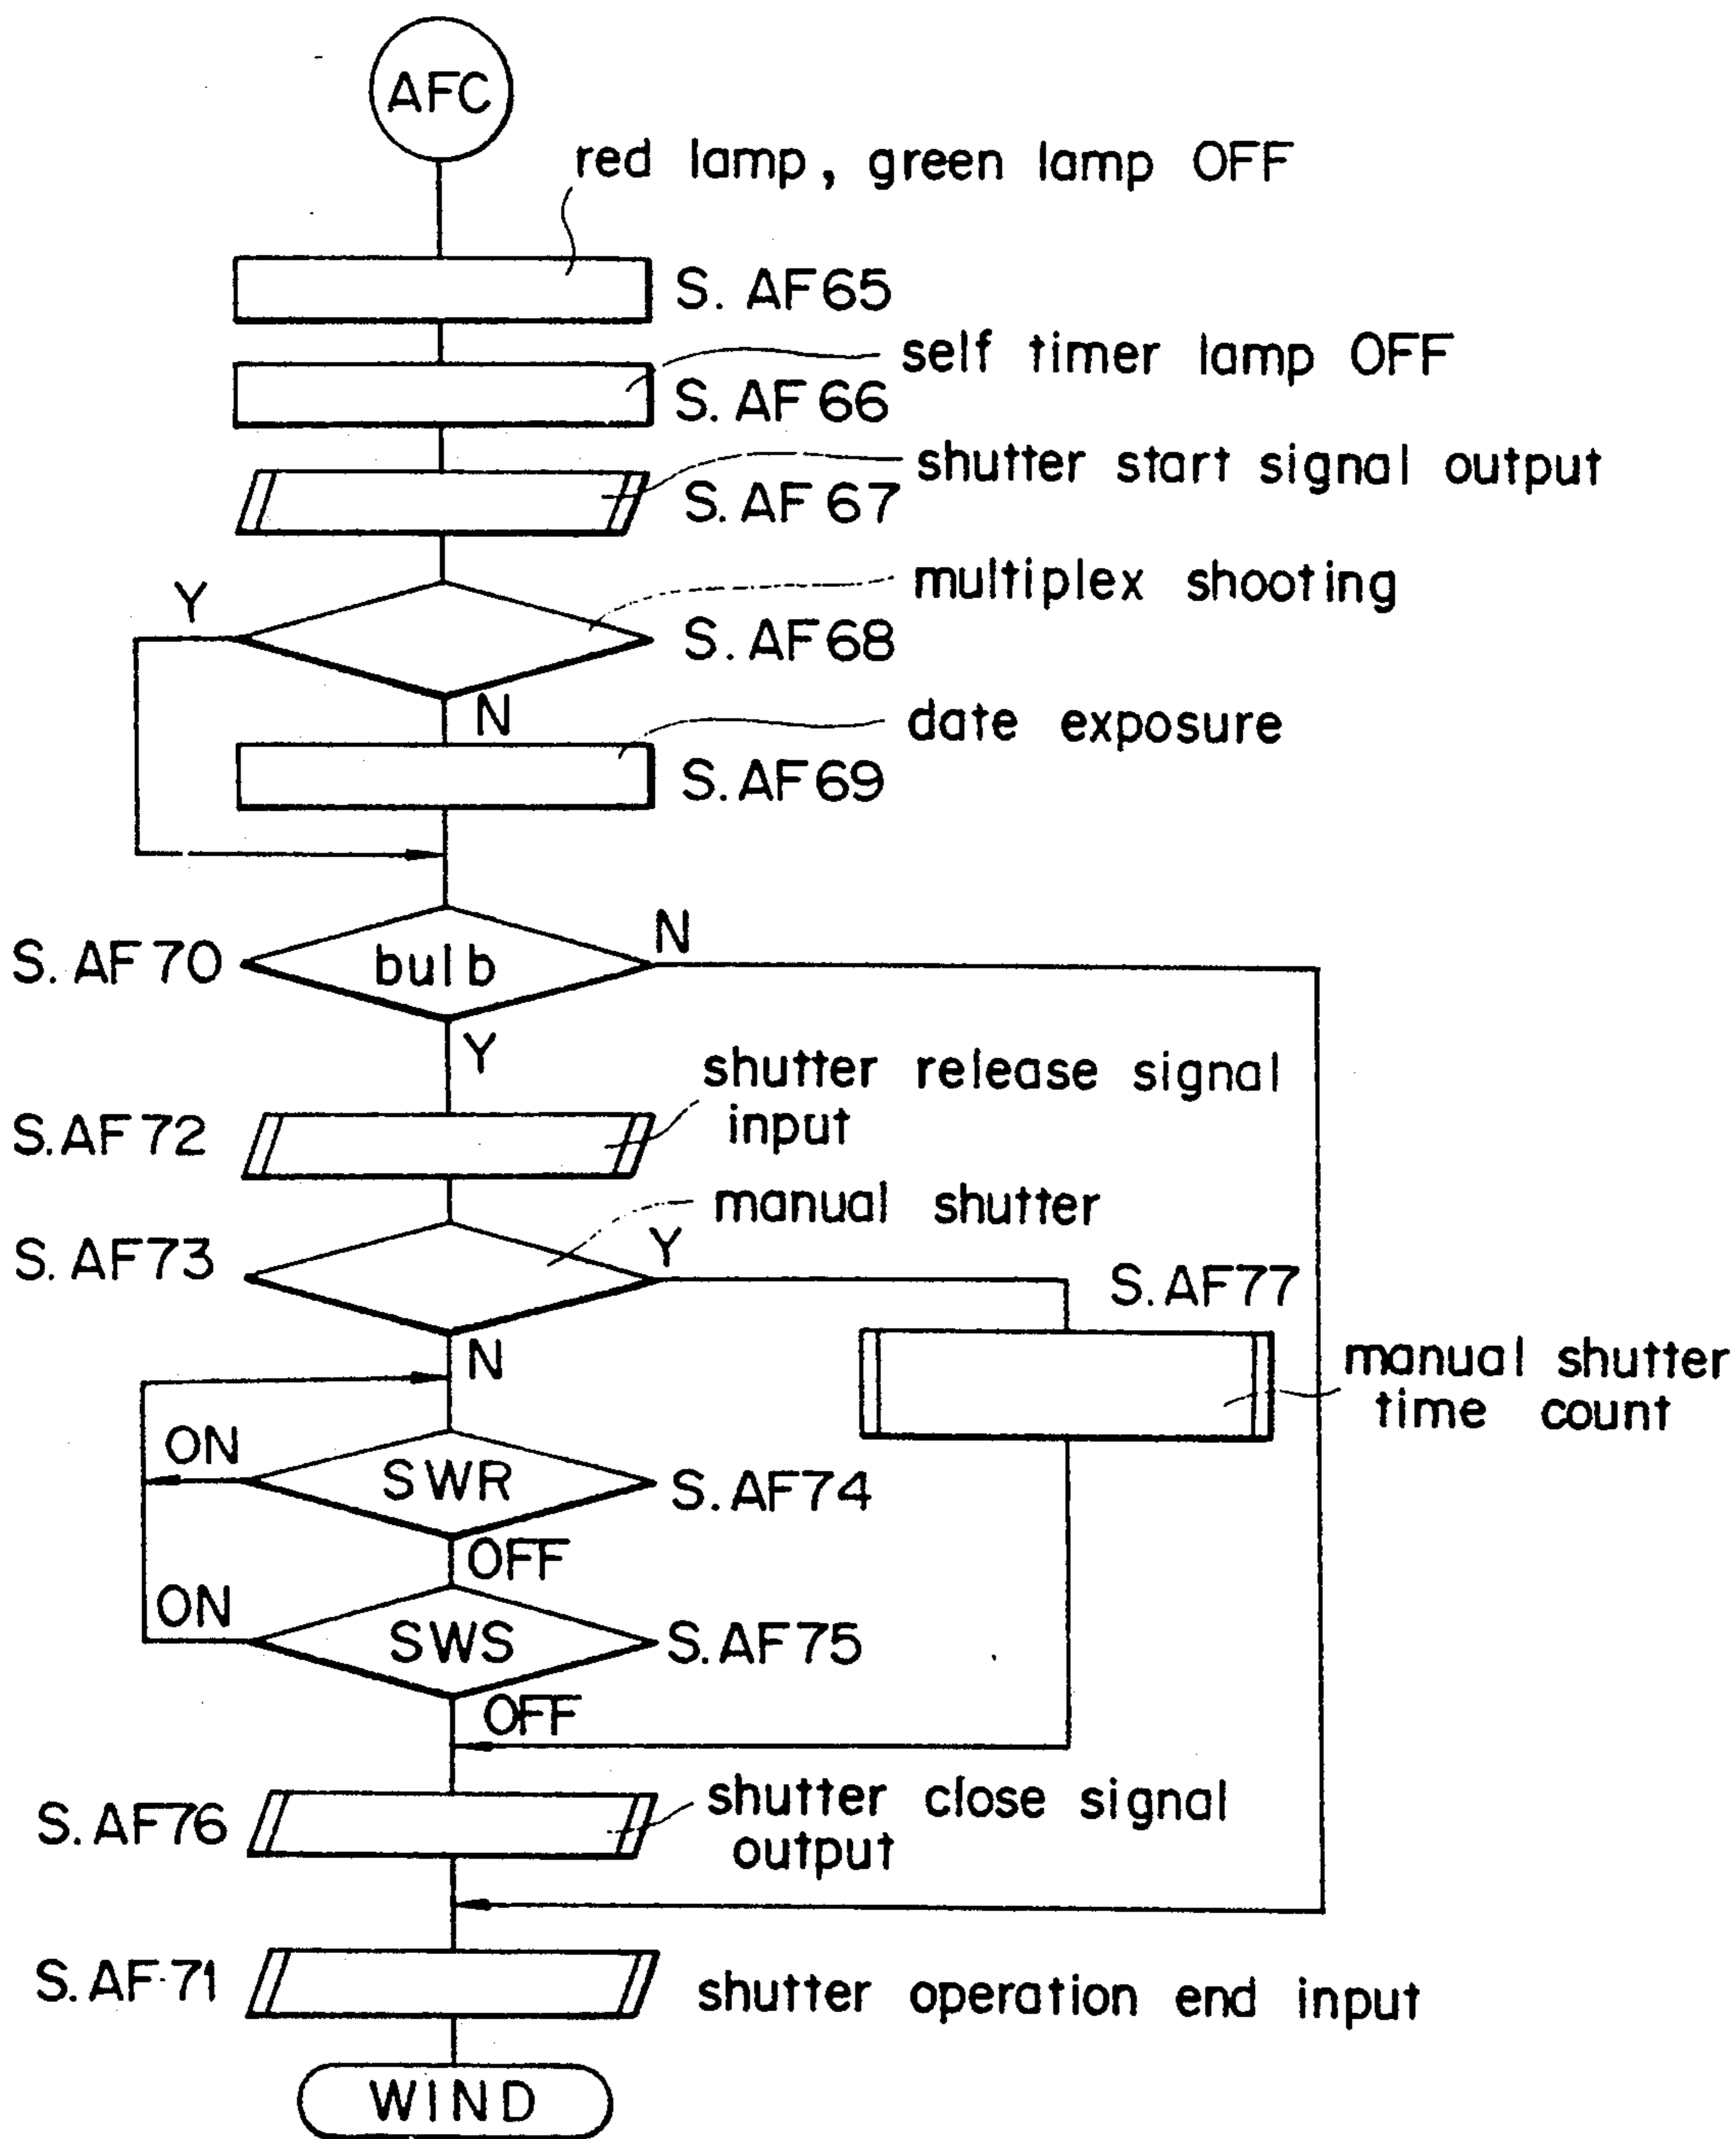 AFC
red lamp, green lamp OFF
S. AF65
self timer lamp OFF
S. AF66
shutter start signal output
S. AF67
multiplex shooting
Y
S. AF68
N
date exposure
S. AF69
N
S. AF70
bulb
Y
shutter release signal
input
S. AF72
manual shutter
Y
S. AF73
S. AF77
N
manual shutter
time count
ON
SWR
S. AF74
OFF
ON
SWS
S. AF75
OFF
shutter close signal
output
S. AF76
S. AF71
shutter operation end input
WIND